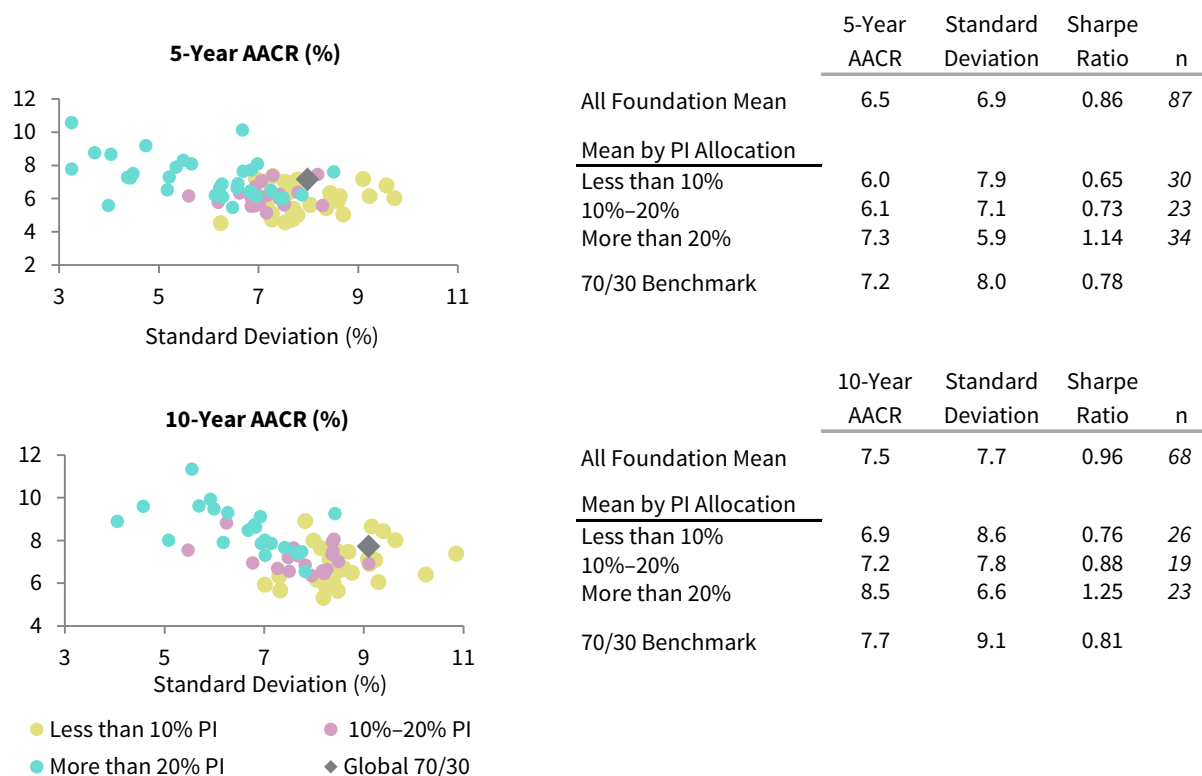 5-Year AACR (%)
12
10
8
6
4
2
3 5 7 9 11
Standard Deviation (%)
5-Year Standard Sharpe
AACR Deviation Ratio n
All Foundation Mean 6.5 6.9 0.86 87
Mean by PI Allocation
Less than 10% 6.0 7.9 0.65 30
10%–20% 6.1 7.1 0.73 23
More than 20% 7.3 5.9 1.14 34
70/30 Benchmark 7.2 8.0 0.78
10-Year AACR (%)
12
10
8
6
4
3 5 7 9 11
Standard Deviation (%)
10-Year Standard Sharpe
AACR Deviation Ratio n
All Foundation Mean 7.5 7.7 0.96 68
Mean by PI Allocation
Less than 10% 6.9 8.6 0.76 26
10%–20% 7.2 7.8 0.88 19
More than 20% 8.5 6.6 1.25 23
70/30 Benchmark 7.7 9.1 0.81
Less than 10% PI 10%–20% PI
More than 20% PI Global 70/30